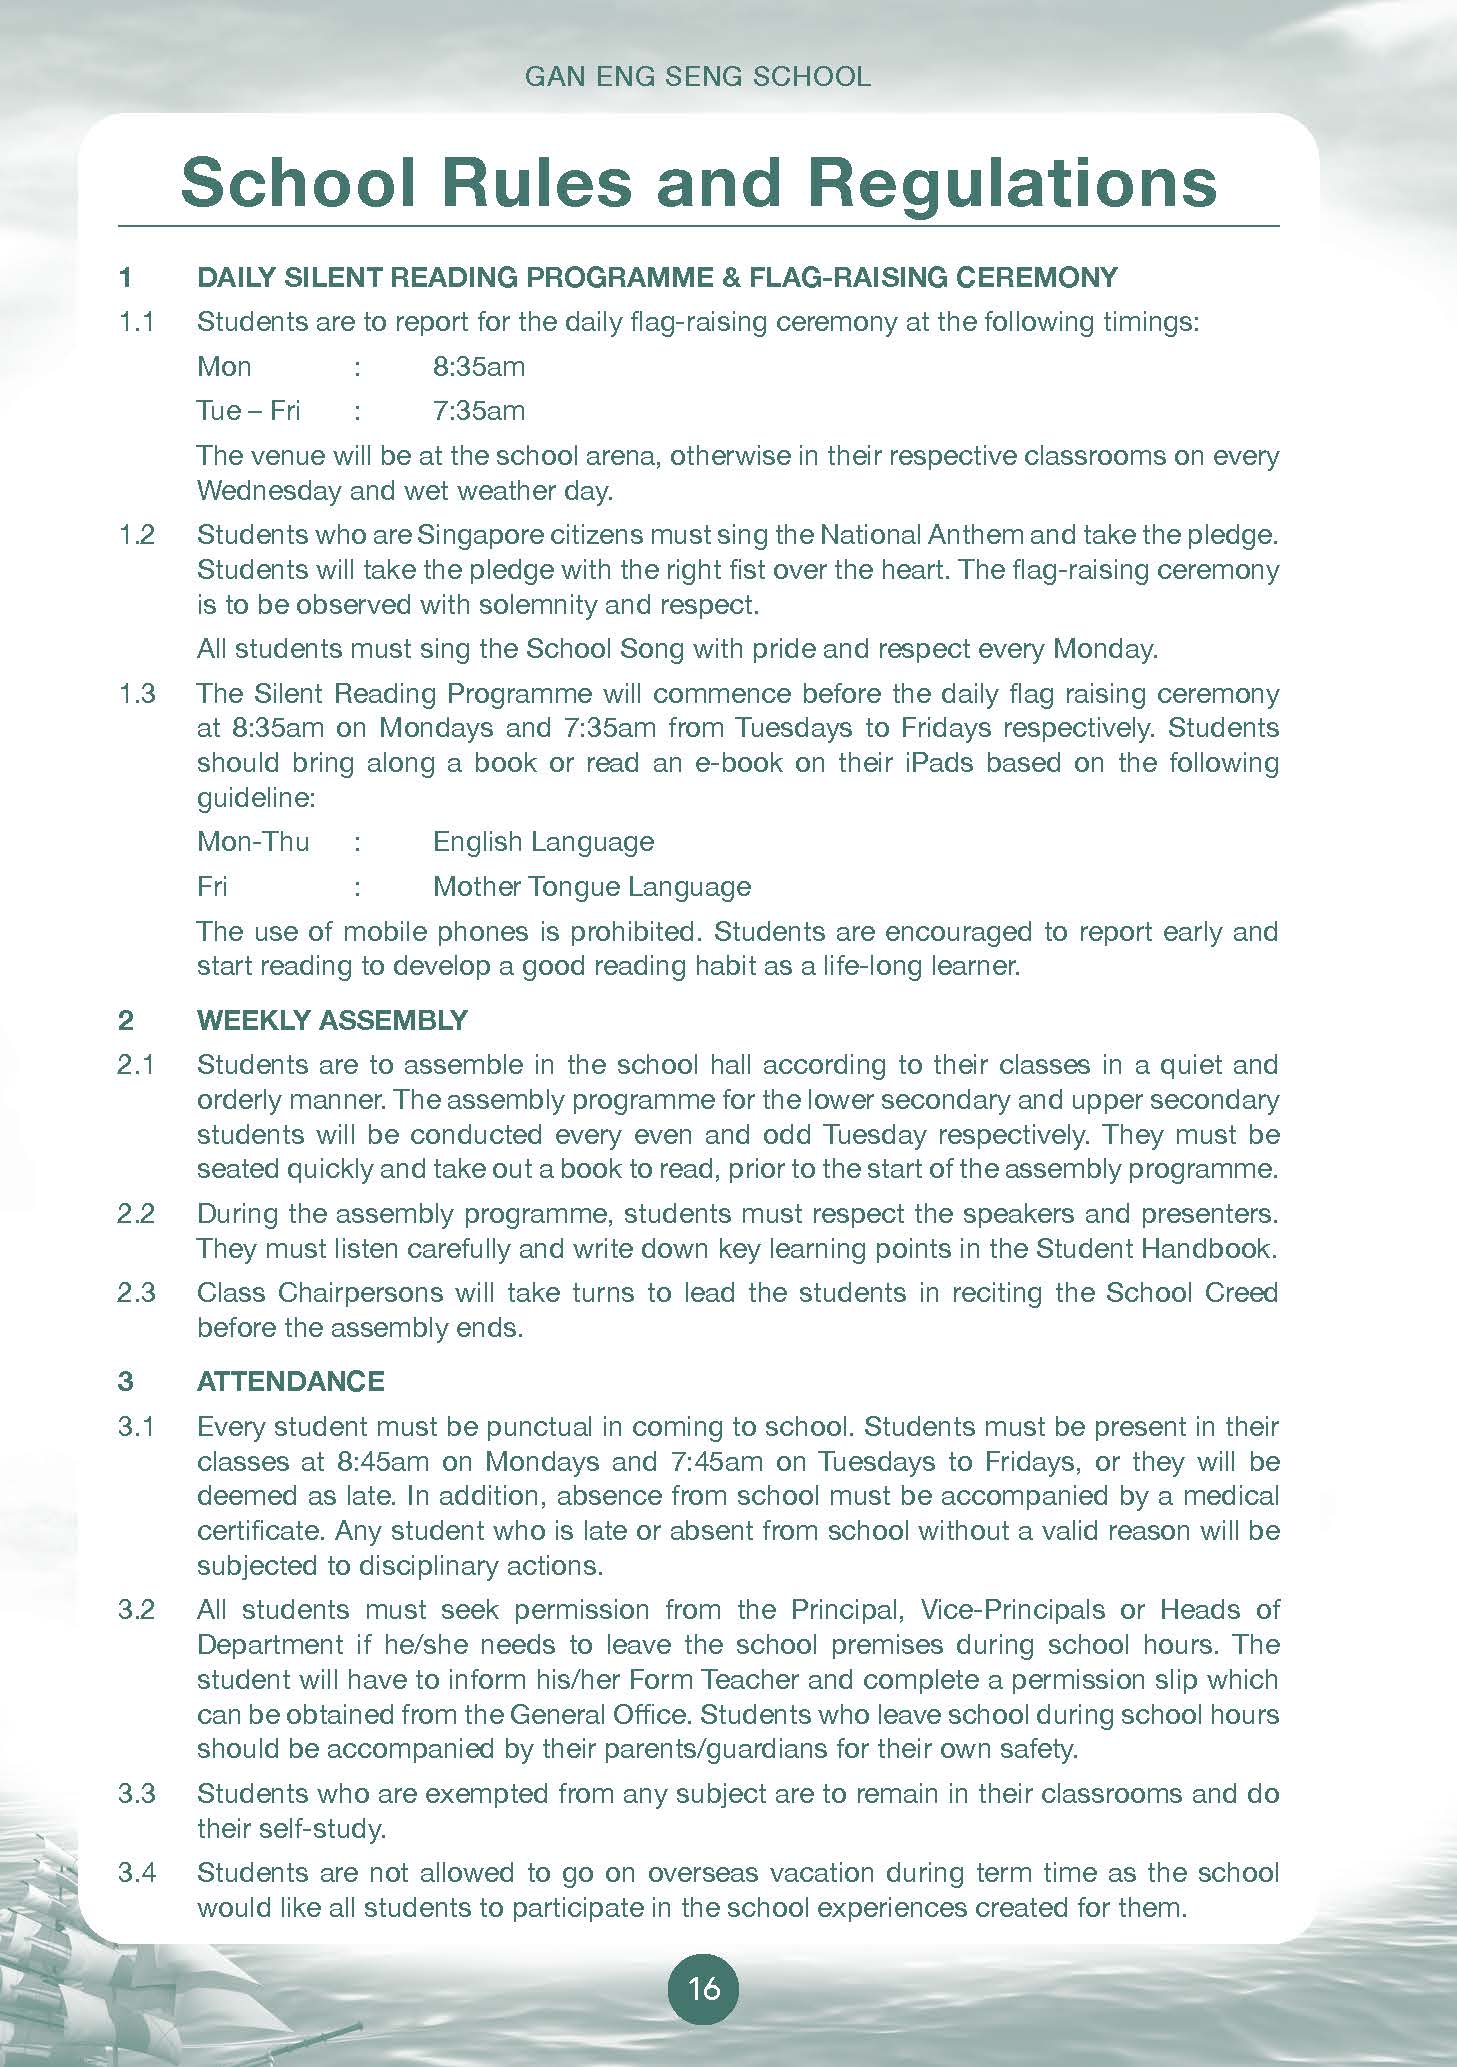 GAN ENG SENG SCHOOL
School Rules and Regulations
1 DAILY SILENT READING PROGRAMME & FLAG-RAISING CEREMONY
1.1 Students are to report for the daily flag-raising ceremony at the following timings:
Mon : 8:35am
Tue – Fri : 7:35am
The venue will be at the school arena, otherwise in their respective classrooms on every
Wednesday and wet weather day.
1.2 Students who are Singapore citizens must sing the National Anthem and take the pledge.
Students will take the pledge with the right fist over the heart. The flag-raising ceremony
is to be observed with solemnity and respect.
All students must sing the School Song with pride and respect every Monday.
1.3 The Silent Reading Programme will commence before the daily flag raising ceremony
at 8:35am on Mondays and 7:35am from Tuesdays to Fridays respectively. Students
should bring along a book or read an e-book on their iPads based on the following
guideline:
Mon-Thu : English Language
Fri : Mother Tongue Language
The use of mobile phones is prohibited. Students are encouraged to report early and
start reading to develop a good reading habit as a life-long learner.
2 WEEKLY ASSEMBLY
2.1 Students are to assemble in the school hall according to their classes in a quiet and
orderly manner. The assembly programme for the lower secondary and upper secondary
students will be conducted every even and odd Tuesday respectively. They must be
seated quickly and take out a book to read, prior to the start of the assembly programme.
2.2 During the assembly programme, students must respect the speakers and presenters.
They must listen carefully and write down key learning points in the Student Handbook.
2.3 Class Chairpersons will take turns to lead the students in reciting the School Creed
before the assembly ends.
3 ATTENDANCE
3.1 Every student must be punctual in coming to school. Students must be present in their
classes at 8:45am on Mondays and 7:45am on Tuesdays to Fridays, or they will be
deemed as late. In addition, absence from school must be accompanied by a medical
certificate. Any student who is late or absent from school without a valid reason will be
subjected to disciplinary actions.
3.2 All students must seek permission from the Principal, Vice-Principals or Heads of
Department if he/she needs to leave the school premises during school hours. The
student will have to inform his/her Form Teacher and complete a permission slip which
can be obtained from the General Office. Students who leave school during school hours
should be accompanied by their parents/guardians for their own safety.
3.3 Students who are exempted from any subject are to remain in their classrooms and do
their self-study.
3.4 Students are not allowed to go on overseas vacation during term time as the school
would like all students to participate in the school experiences created for them.
16